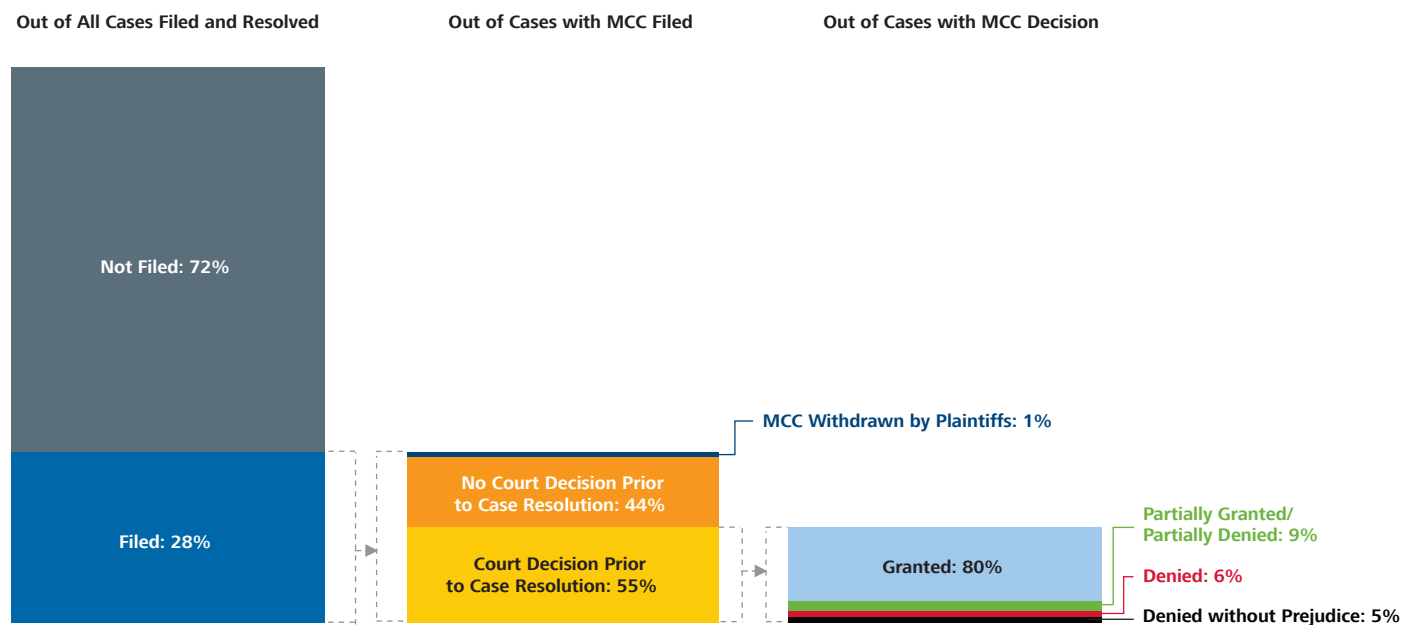 Out of All Cases Filed and Resolved
Out of Cases with MCC Filed
Out of Cases with MCC Decision
Not Filed: 72%
Filed: 28%
MCC Withdrawn by Plaintiffs: 1%
No Court Decision Prior
to Case Resolution: 44%
Court Decision Prior
to Case Resolution: 55%
Granted: 80%
Partially Granted/
Partially Denied: 9%
Denied: 6%
Denied without Prejudice: 5%